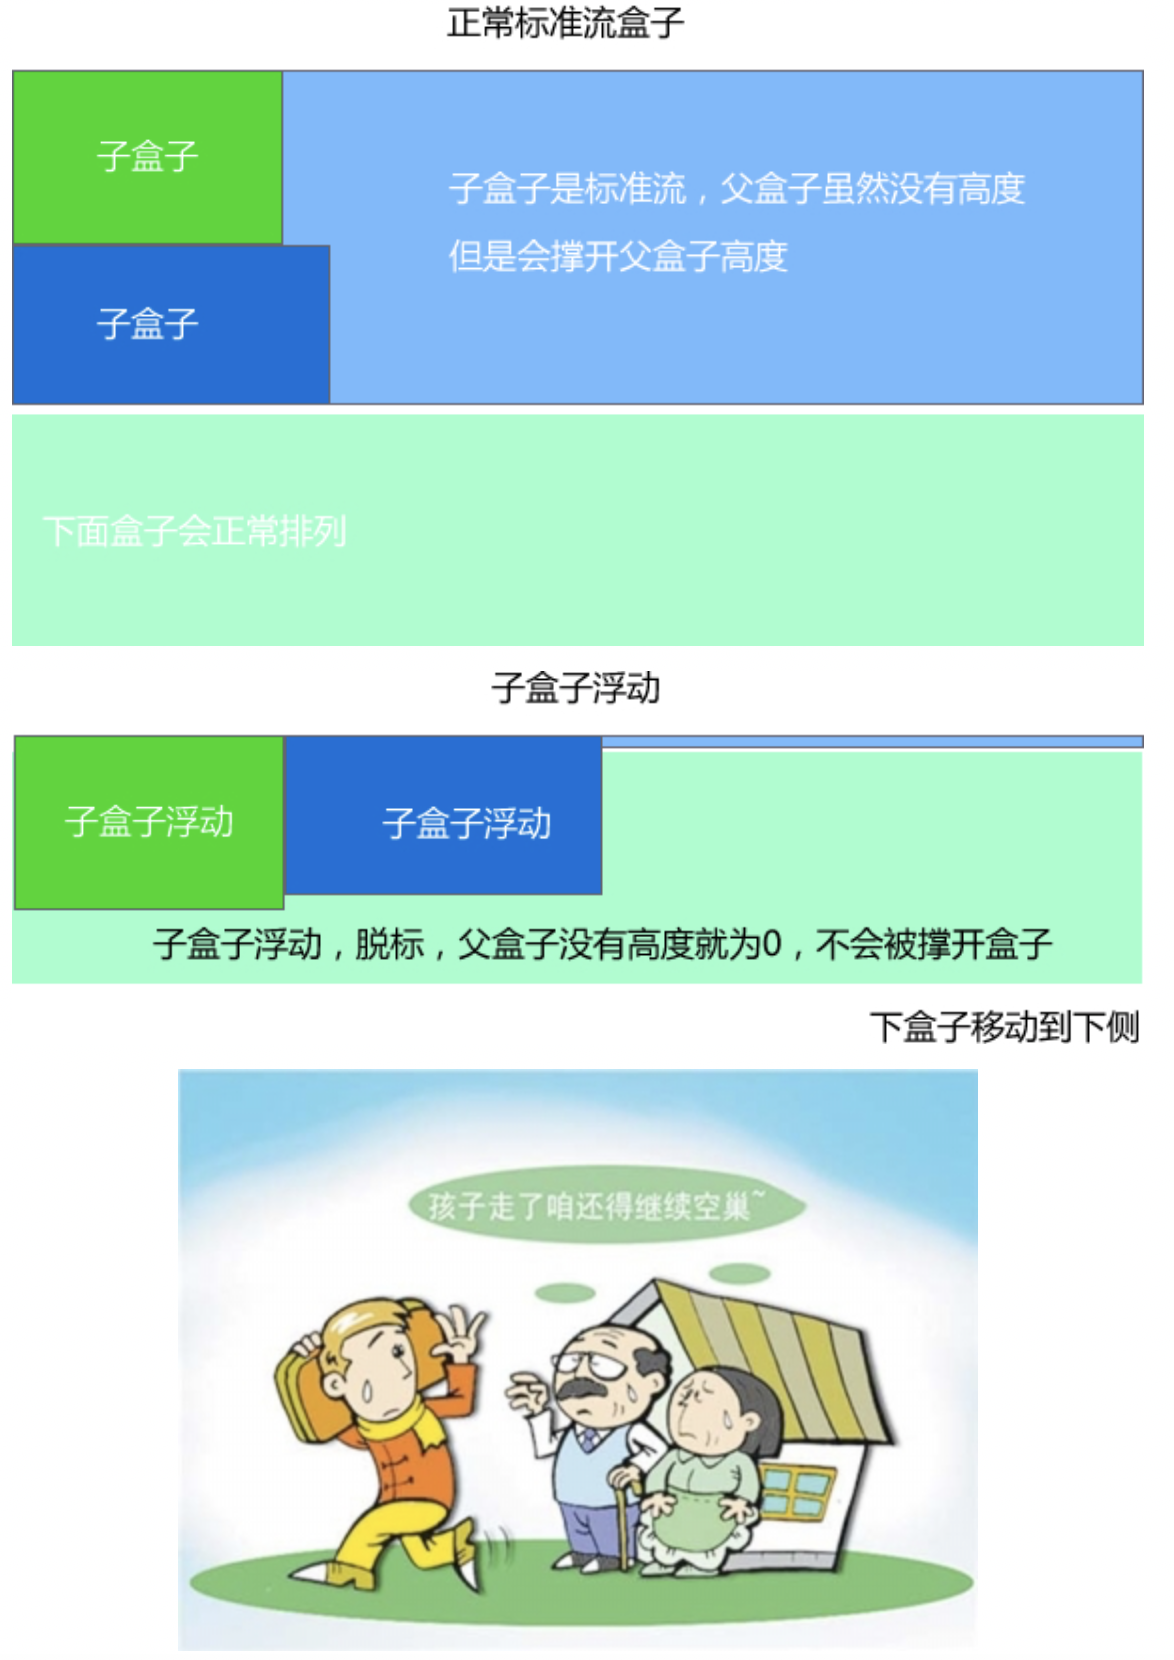 正常标准流盒子
子盒子
子盒子是标准流，父盒子虽然没有高度
但是会撑开父盒子高度
子盒子
下面盒子会正常排列
子盒子浮动
子盒子浮动
子盒子浮动
子盒子浮动，脱标，父盒子没有高度就为0，不会被撑开盒子
下盒子移动到下侧
孩子走了咱还得继续空巢~